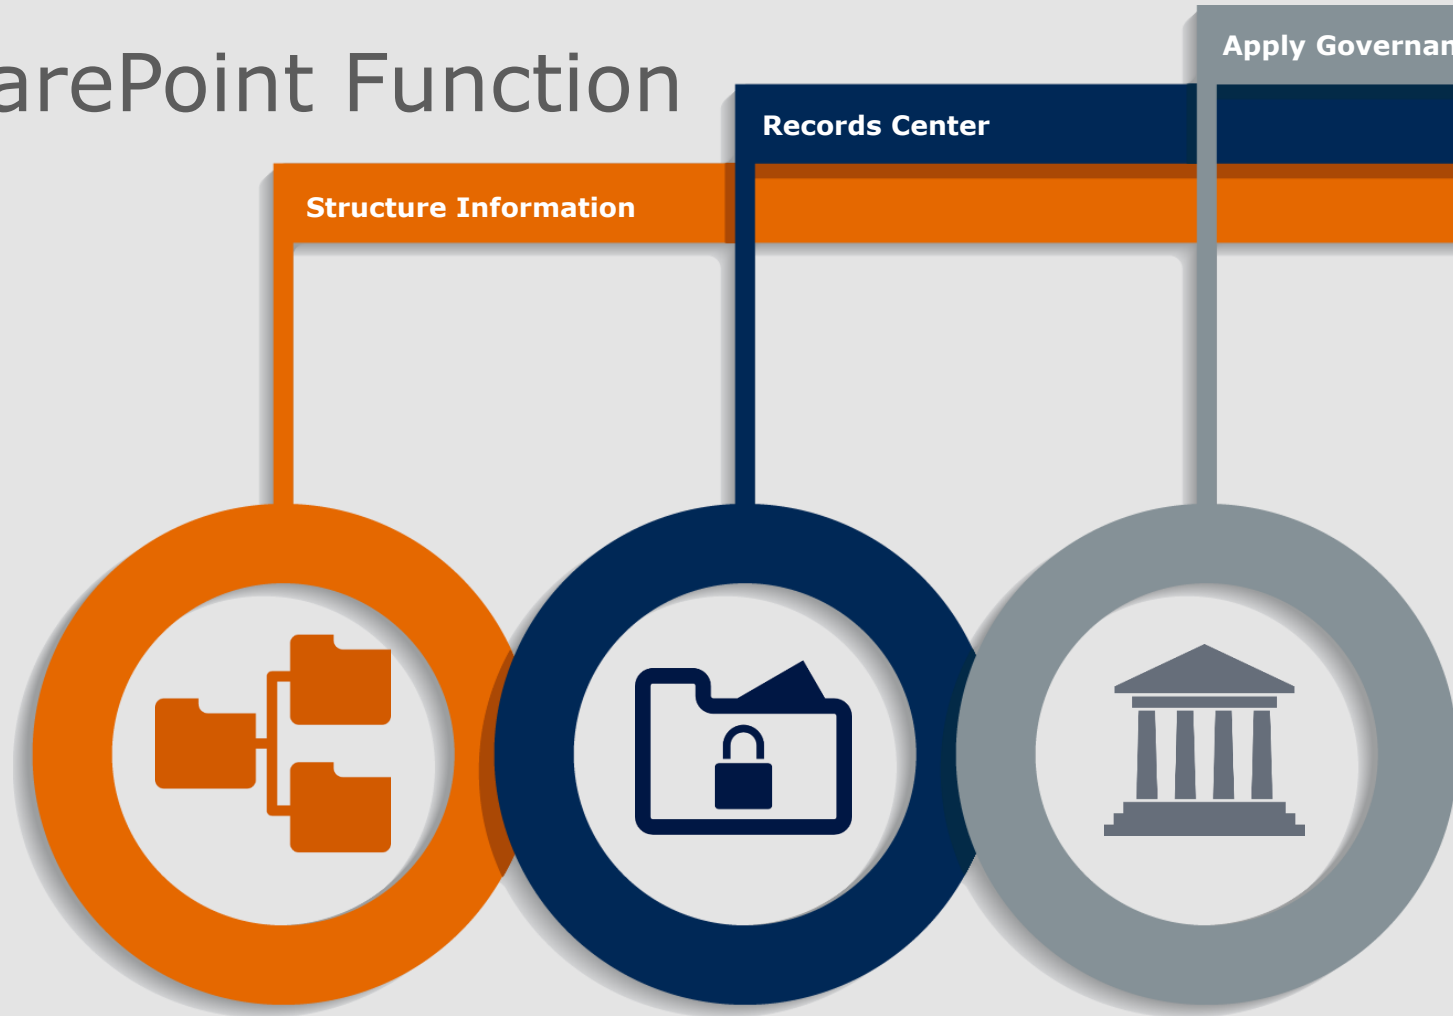 arePoint Function
Apply Governan
Records Center
Structure Information